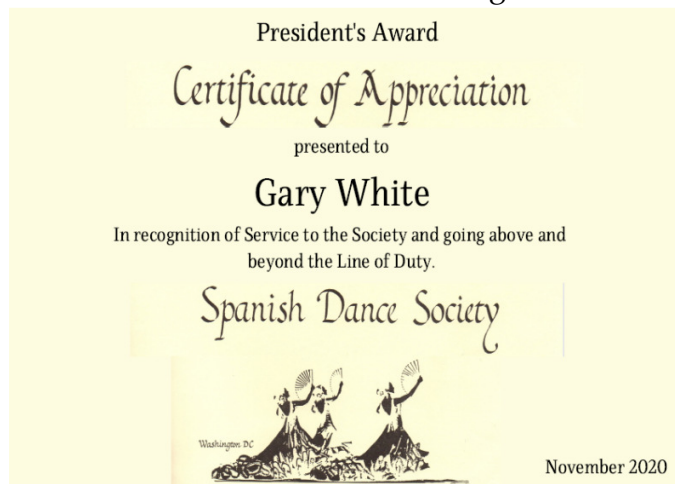 President's Award
Certificate of Appreciation
presented to
Gary White
In recognition of Service to the Society and going above and
beyond the Line of Duty.
Spanish Dance Society
Washington DC
November 2020